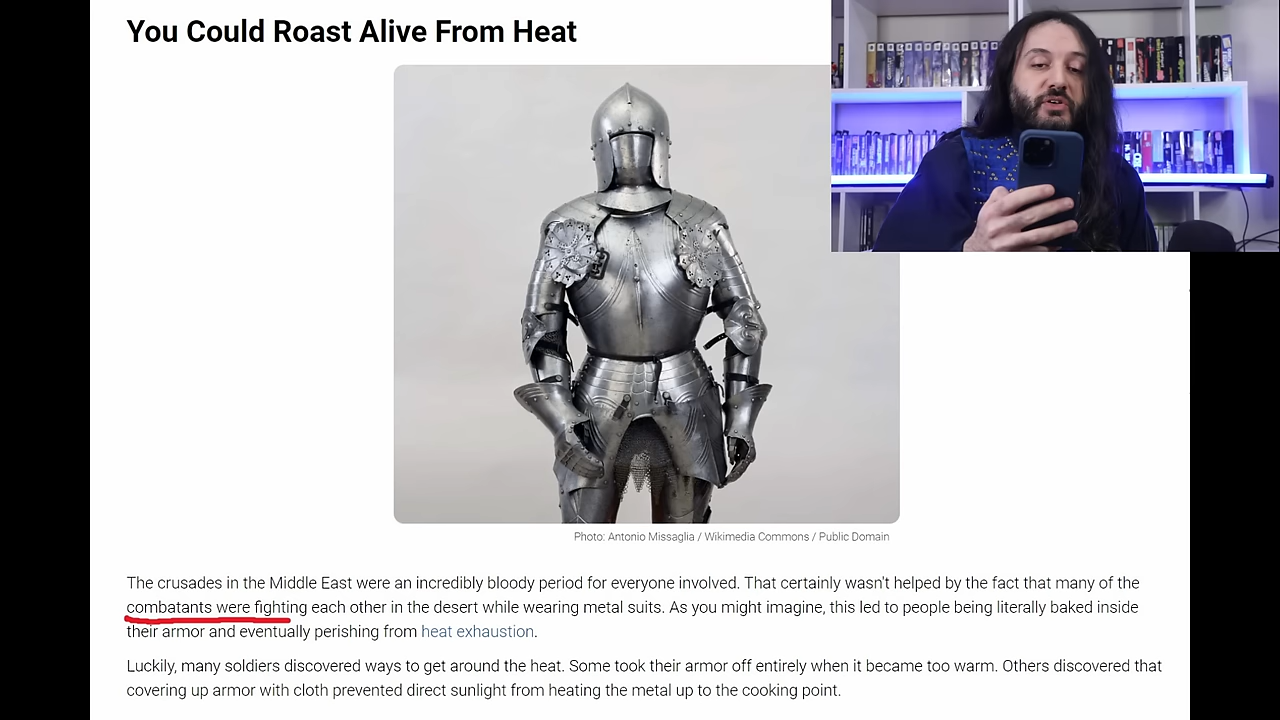 You Could Roast Alive From Heat
Photo: Antonio Missaglia / Wikimedia Commons / Public Domain
The crusades in the Middle East were an incredibly bloody period for everyone involved. That certainly wasn't helped by the fact that many of the
combatants were fighting each other in the desert while wearing metal suits. As you might imagine, this led to people being literally baked inside
their armor and eventually perishing from heat exhaustion.
Luckily, many soldiers discovered ways to get around the heat. Some took their armor off entirely when it became too warm. Others discovered that
covering up armor with cloth prevented direct sunlight from heating the metal up to the cooking point.